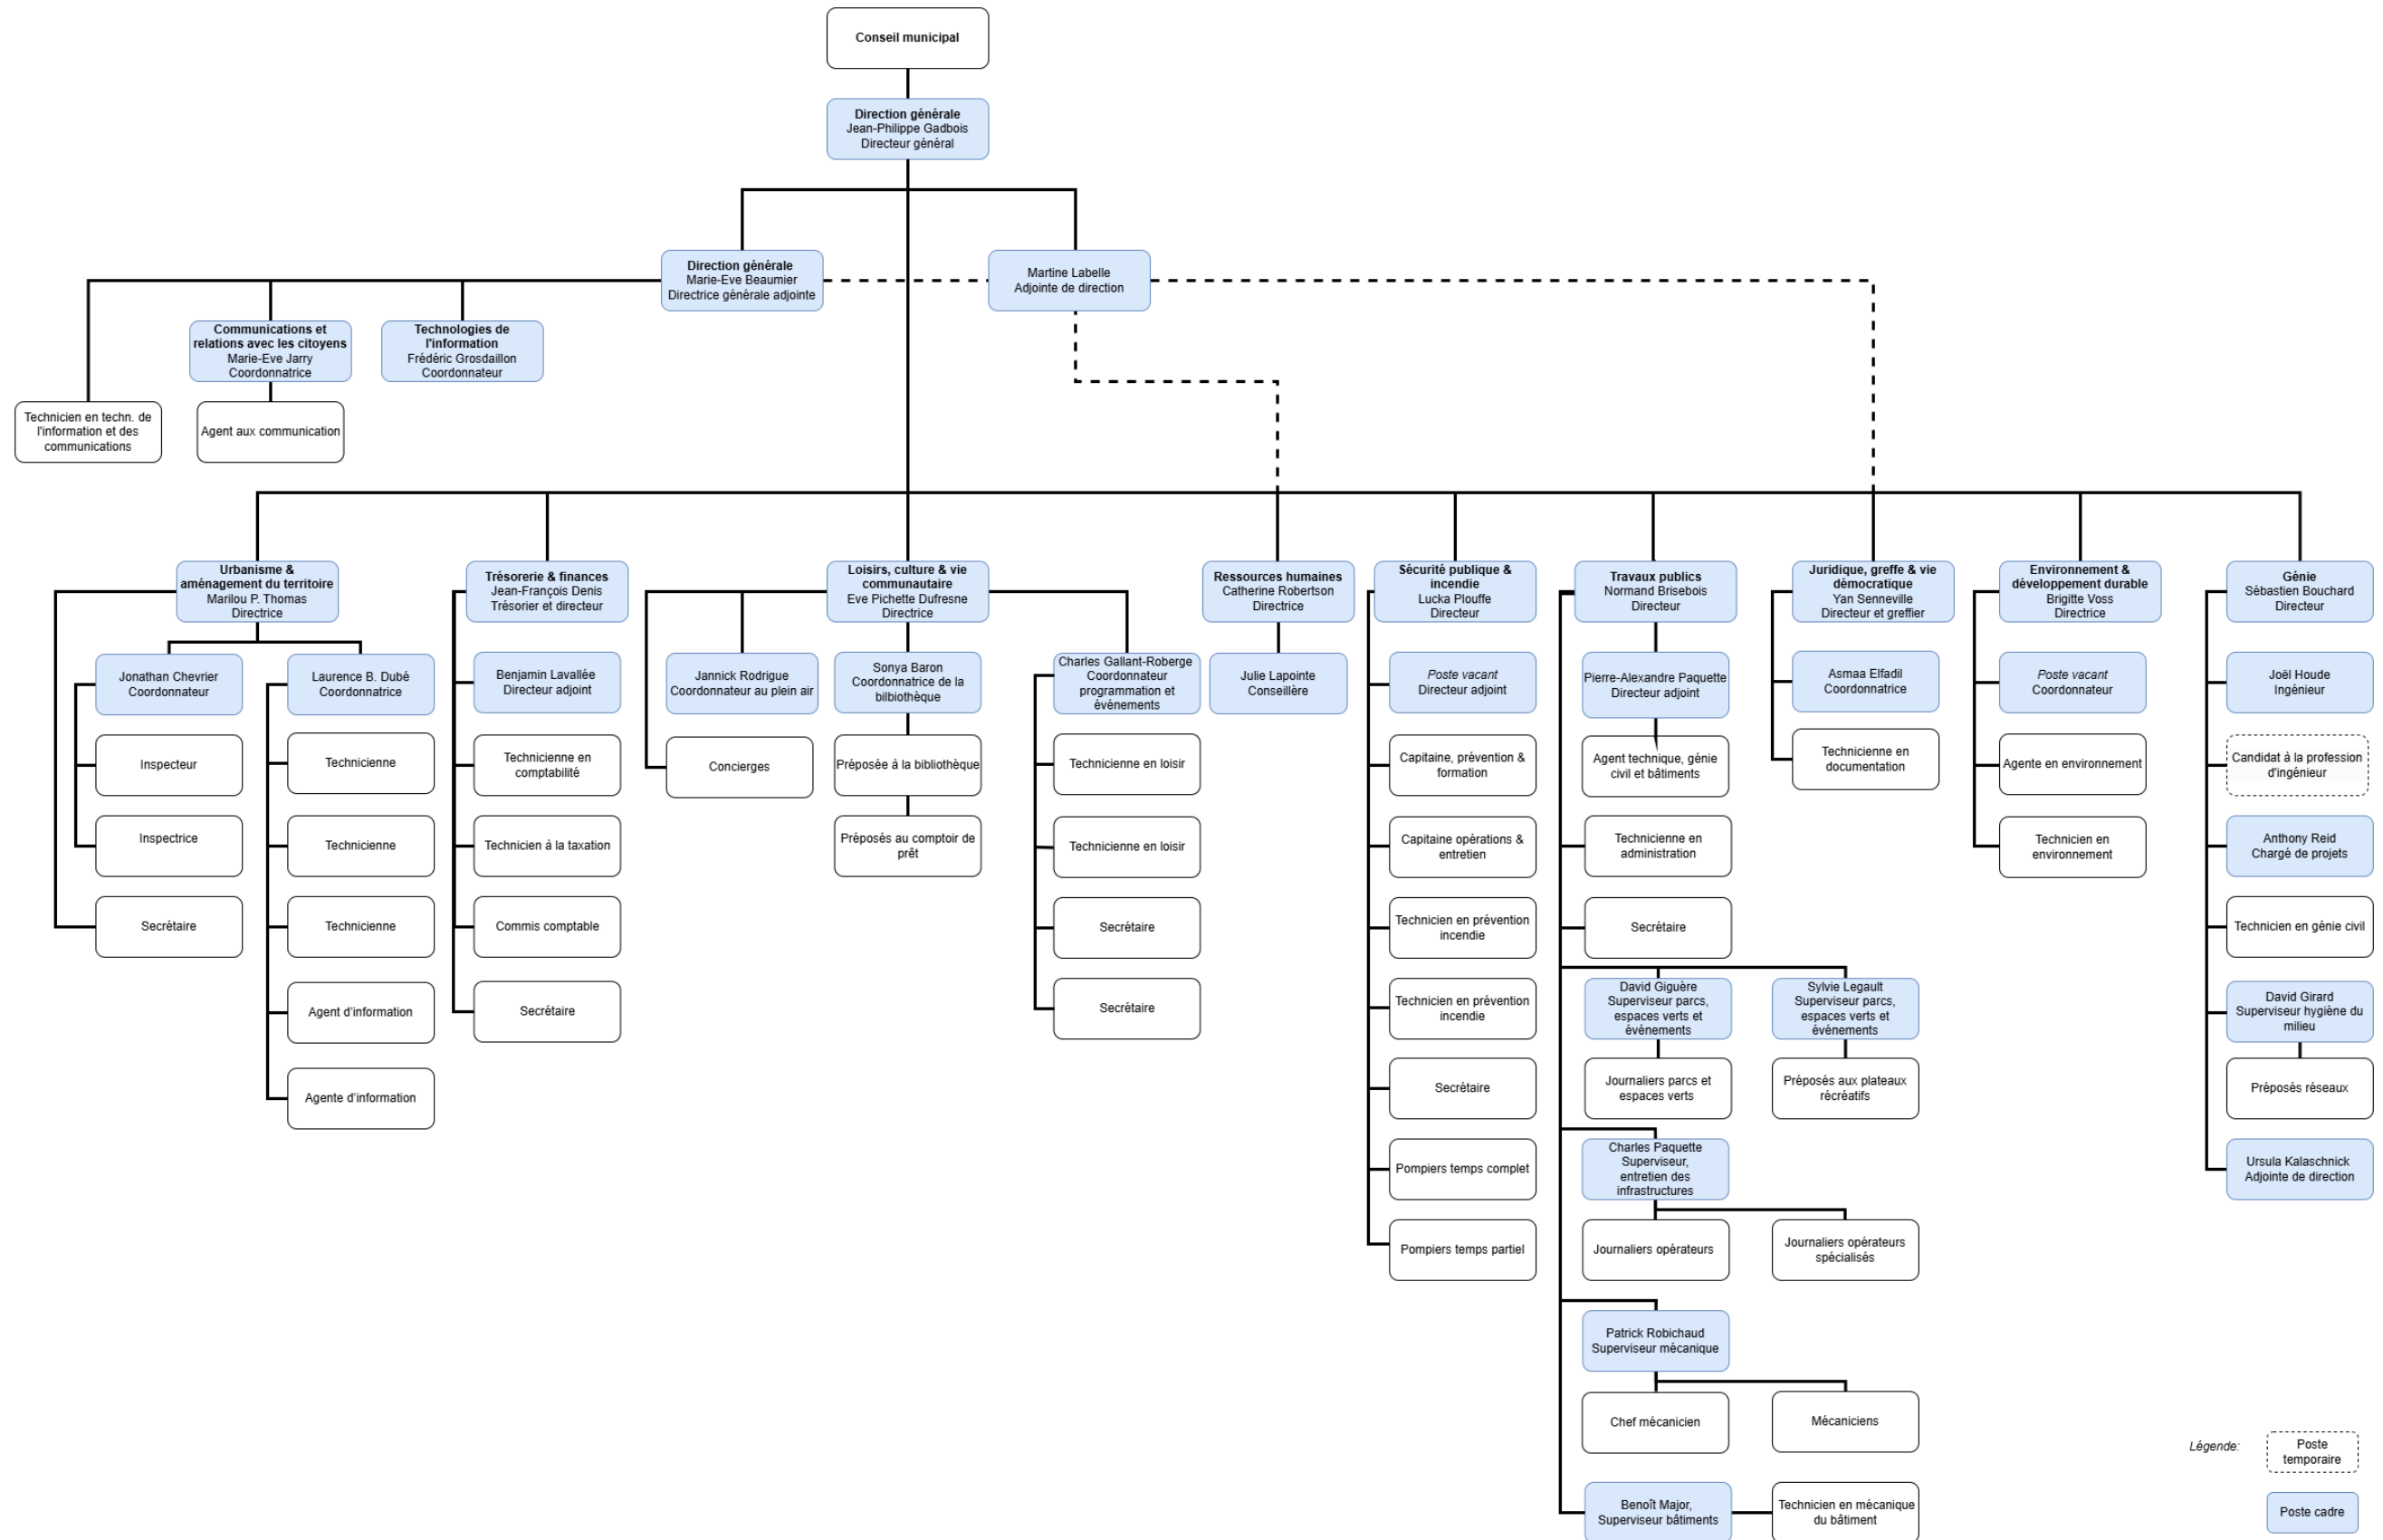 Conseil municipal
Direction générale
Jean-Philippe Gadbois
Directeur général
Direction générale
Marie-Eve Beaumier
Directrice générale adjointe
Martine Labelle
Adjointe de direction
Communications et
relations avec les citoyens
Marie-Eve Jarry
Coordonnatrice
Technologies de
l'information
Frédéric Grosdaillon
Coordonnateur
Technicien en techn. de
l'information et des
communications
Agent aux communication
Urbanisme &
aménagement du territoire
Marilou P. Thomas
Directrice
Jonathan Chevrier
Coordonnateur
Inspecteur
Inspectrice
Secrétaire
Laurence B. Dubé
Coordonnatrice
Technicienne
Technicienne
Technicienne
Agent d'information
Agente d'information
Trésorerie & finances
Jean-François Denis
Trésorier et directeur
Benjamin Lavallée
Directeur adjoint
Technicienne en
comptabilité
Technicien à la taxation
Commis comptable
Secrétaire
Loisirs, culture & vie
communautaire
Eve Pichette Dufresne
Directrice
Jannick Rodrigue
Coordonnateur au plein air
Concierges
Sonya Baron
Coordonnatrice de la
bilbiothèque
Préposée à la bibliothèque
Préposés au comptoir de
prêt
Charles Gallant-Roberge
Coordonnateur
programmation et
événements
Technicienne en loisir
Technicienne en loisir
Secrétaire
Secrétaire
Ressources humaines
Catherine Robertson
Directrice
Julie Lapointe
Conseillère
Sécurité publique &
incendie
Lucka Plouffe
Directeur
Poste vacant
Directeur adjoint
Capitaine, prévention &
formation
Capitaine opérations &
entretien
Technicien en prévention
incendie
Technicien en prévention
incendie
Secrétaire
Pompiers temps complet
Pompiers temps partiel
Travaux publics
Normand Brisebois
Directeur
Pierre-Alexandre Paquette
Directeur adjoint
Agent technique, génie
civil et bâtiments
Technicienne en
administration
Secrétaire
David Giguère
Superviseur parcs,
espaces verts et
événements
Sylvie Legault
Superviseur parcs,
espaces verts et
événements
Journaliers parcs et
espaces verts
Préposés aux plateaux
récréatifs
Charles Paquette
Superviseur,
entretien des
infrastructures
Journaliers opérateurs
Journaliers opérateurs
spécialisés
Patrick Robichaud
Superviseur mécanique
Chef mécanicien
Mécaniciens
Benoît Major,
Superviseur bâtiments
Technicien en mécanique
du bâtiment
Juridique, greffe & vie
démocratique
Yan Senneville
Directeur et greffier
Asmaa Elfadil
Coordonnatrice
Technicienne en
documentation
Environnement &
développement durable
Brigitte Voss
Directrice
Poste vacant
Coordonnateur
Agente en environnement
Technicien en
environnement
Génie
Sébastien Bouchard
Directeur
Joël Houde
Ingénieur
Candidat à la profession
d'ingénieur
Anthony Reid
Chargé de projets
Technicien en génie civil
David Girard
Superviseur hygiène du
milieu
Préposés réseaux
Ursula Kalaschnick
Adjointe de direction
Légende:
Poste
temporaire
Poste cadre